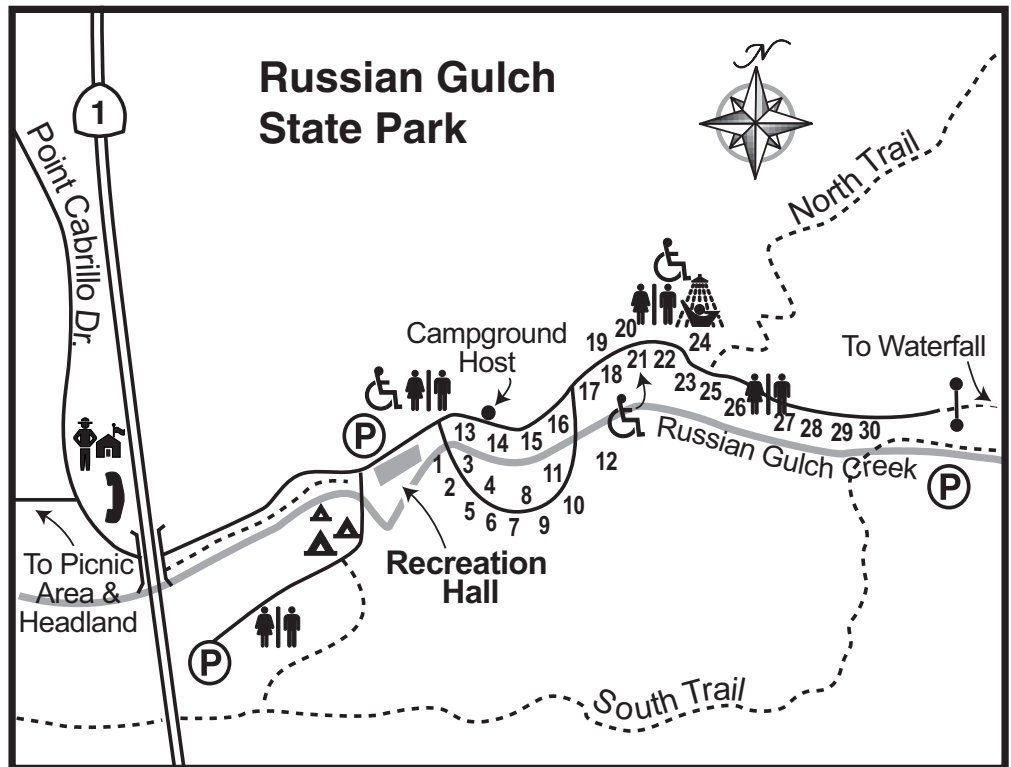 Russian Gulch
State Park
N
1
Point Cabrillo Dr.
North Trail
Campground
Host
To Waterfall
19
20
24
21
22
18
17
23
25
26
27
28
29
30
P
13
14
15
16
1
3
2
4
5
6
7
8
9
10
11
12
Russian Gulch Creek
P
To Picnic
Area &
Headland
Recreation
Hall
P
South Trail